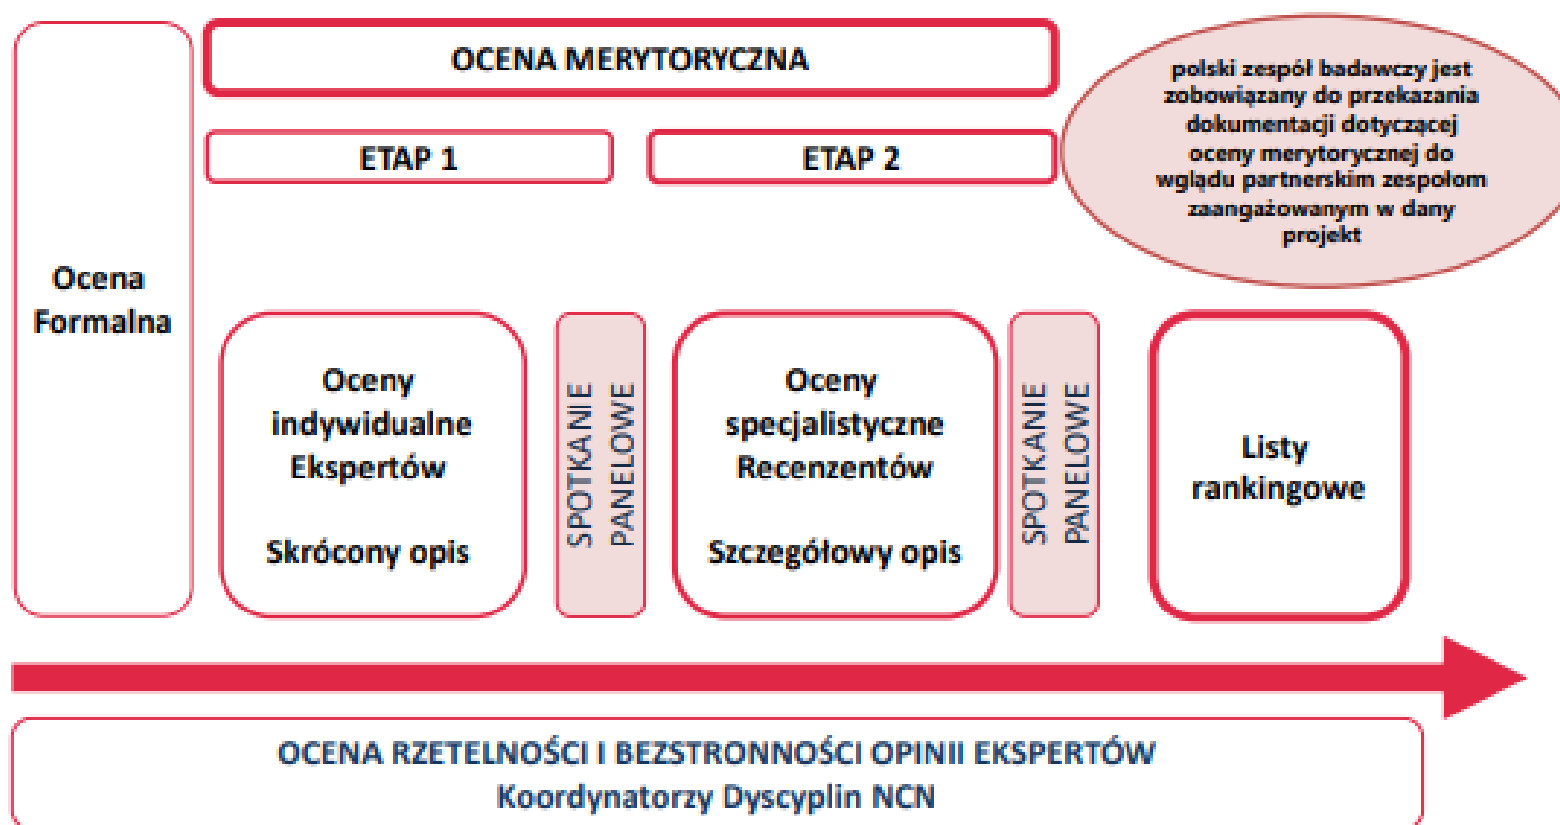 OCENA MERYTORYCZNA
polski zespół badawczy jest
zobowiązany do przekazania
dokumentacji dotyczącej
oceny merytorycznej do
wglądu partnerskim zespołom
zaangażowanym w dany
projekt
ETAP 1
ETAP 2
Ocena
Formalna
Oceny
indywidualne
Ekspertów
Skrócony opis
SPOTKANIE
PANELOWE
Oceny
specjalistyczne
Recenzentów
Szczegółowy opis
SPOTKANIE
PANELOWE
Listy
rankingowe
OCENA RZETELNOŚCI I BEZSTRONNOŚCI OPINII EKSPERTÓW
Koordynatorzy Dyscyplin NCN